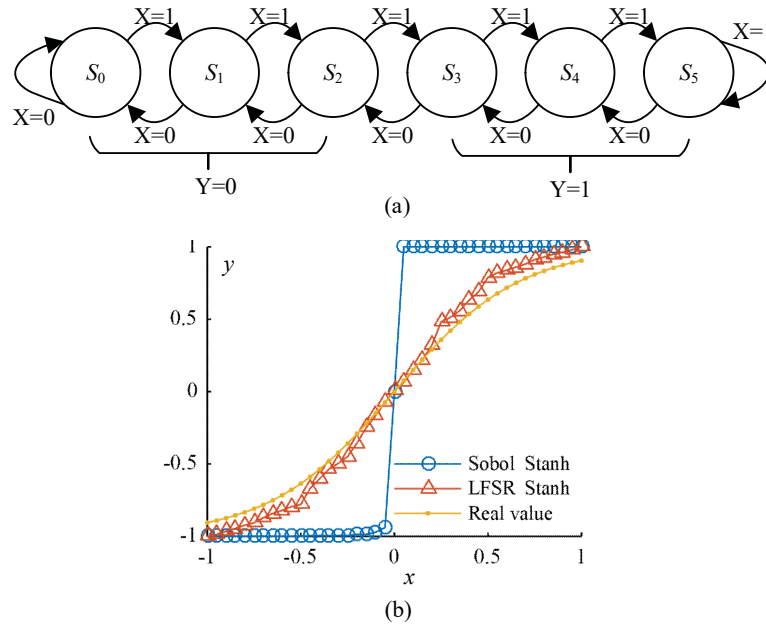 X=1 X=1 X=1 X=1 X=1 X=
S0 S1 S2 S3 S4 S5
X=0 X=0 X=0 X=0 X=0 X=0
Y=0 Y=1
(a)
1
y
0.5
0
-0.5
-1
Sobol Stanh
LFSR Stanh
Real value
-1 -0.5 0 0.5 1
x
(b)